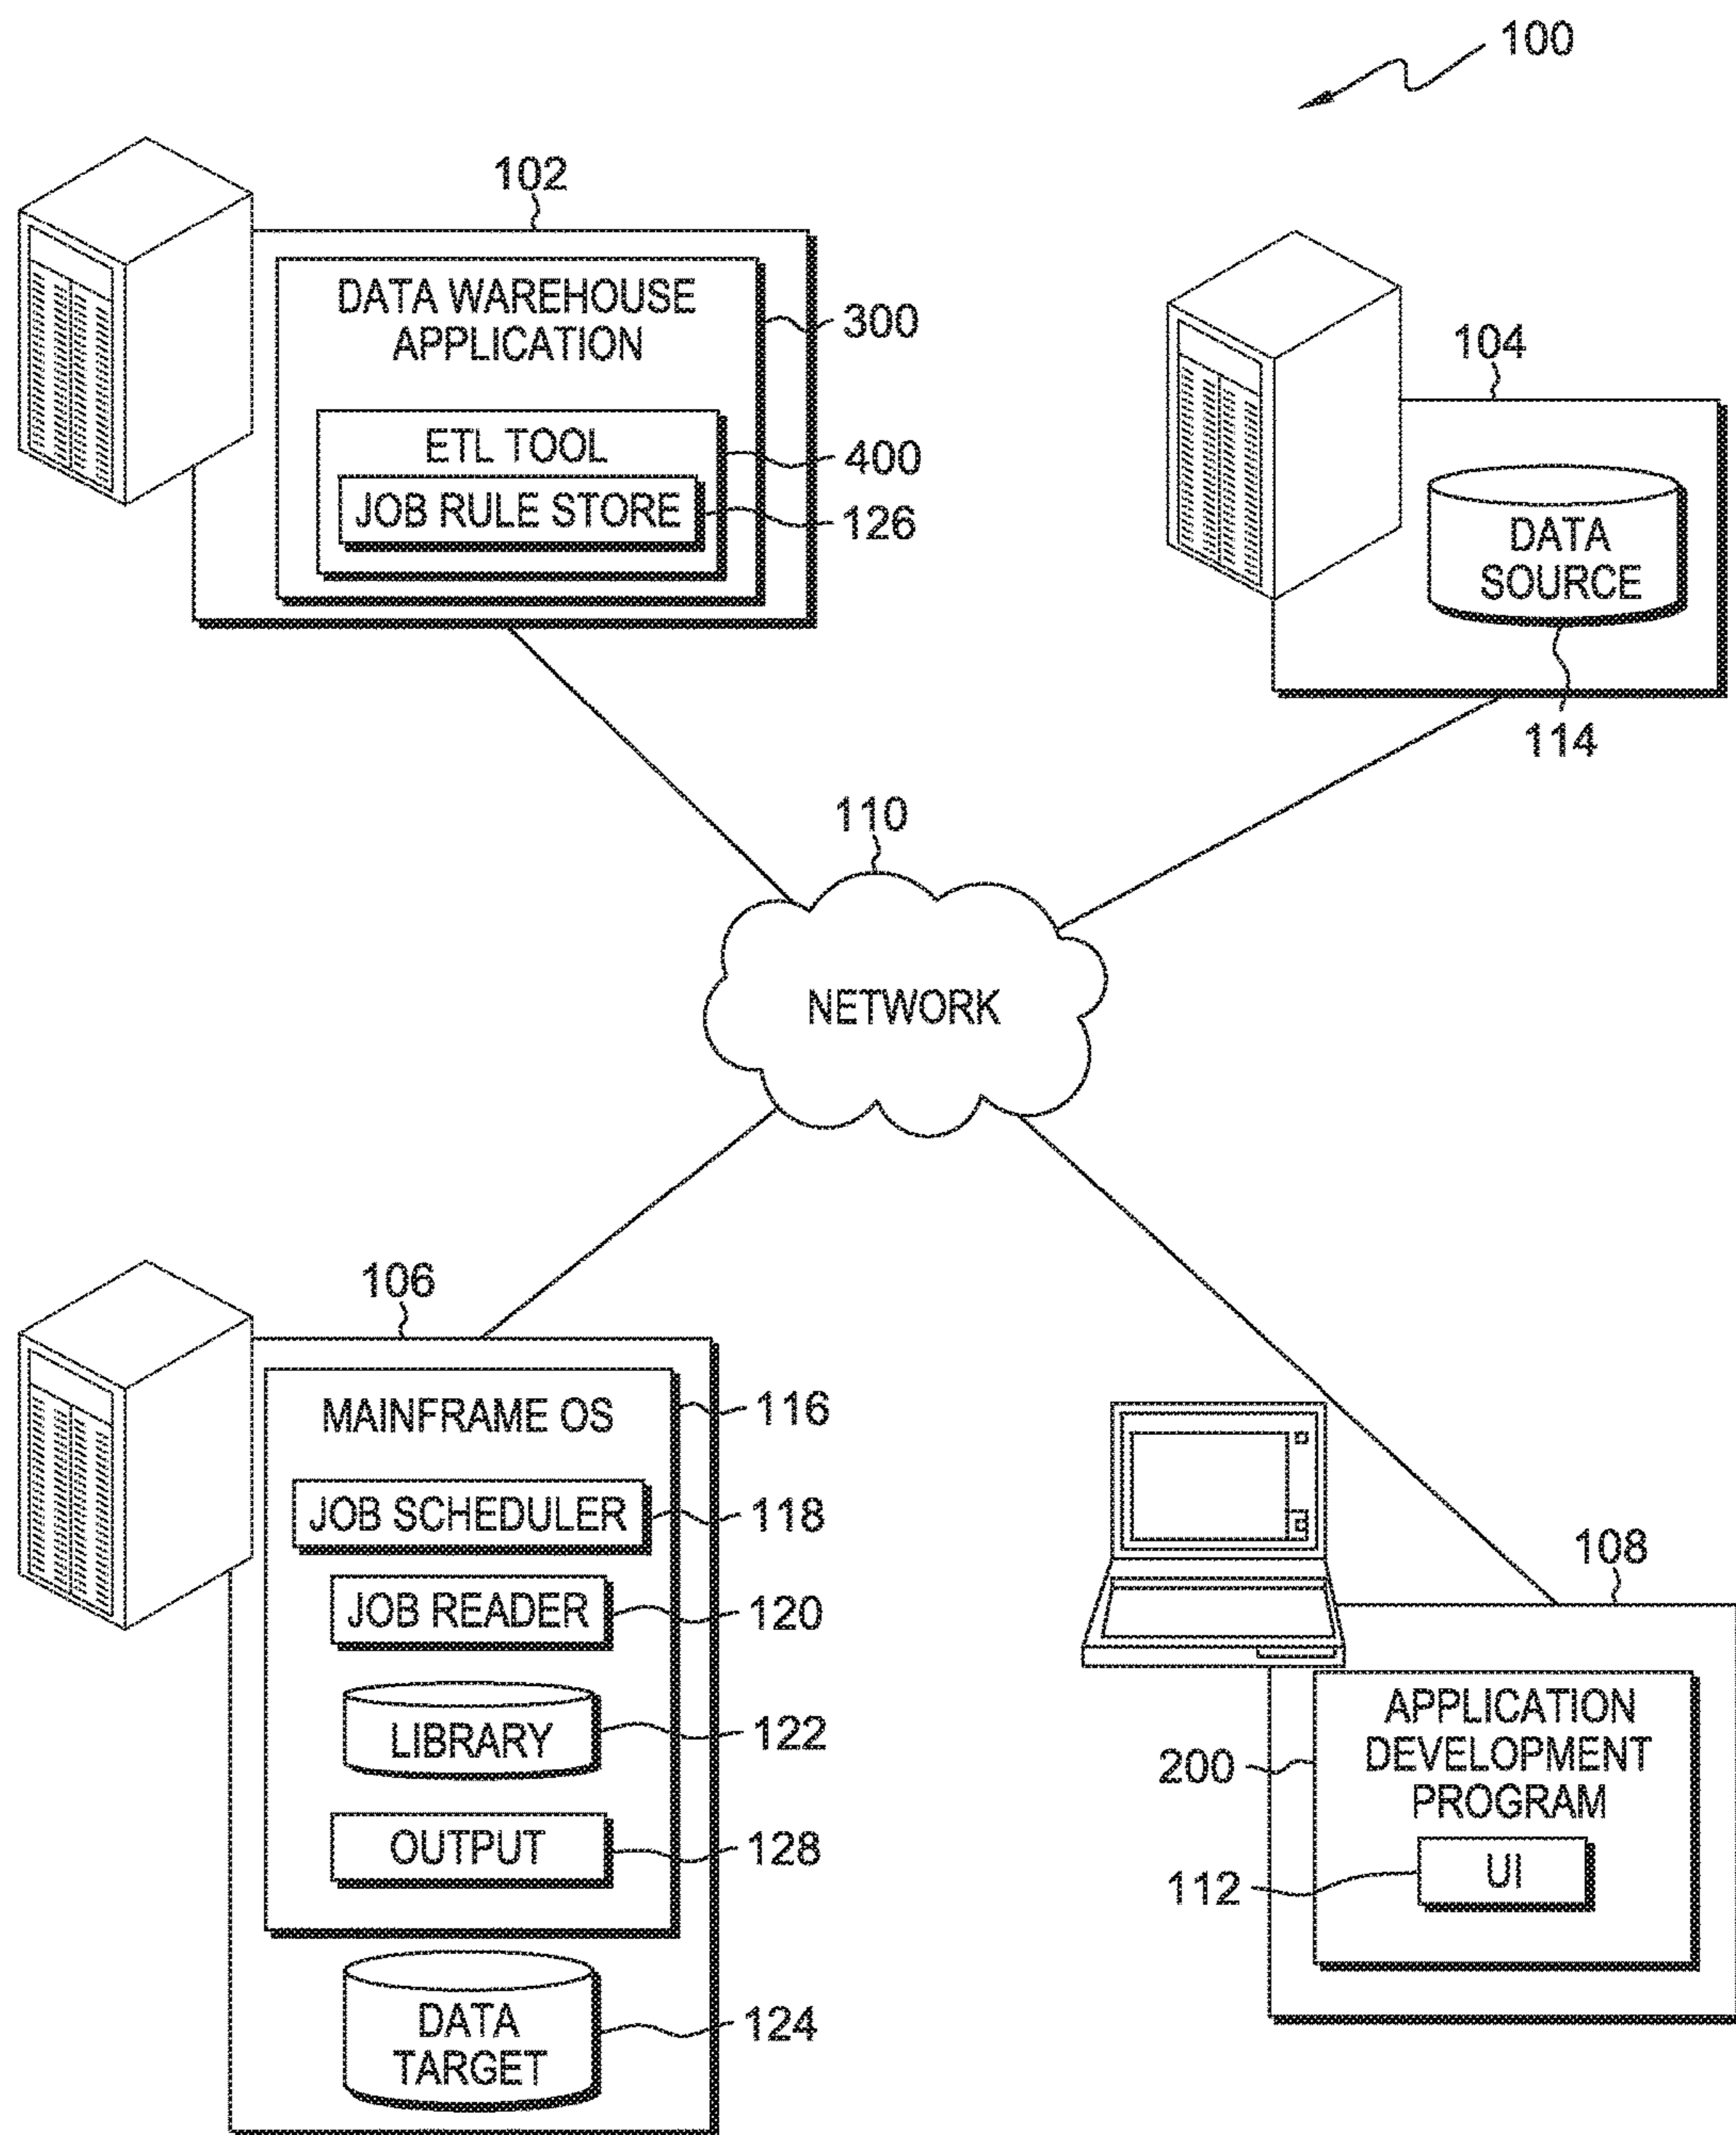 100
102
DATA WAREHOUSE
APPLICATION
300
ETL TOOL
400
JOB RULE STORE
126
104
DATA
SOURCE
114
110
NETWORK
106
MAINFRAME OS
116
JOB SCHEDULER
118
JOB READER
120
LIBRARY
122
OUTPUT
128
DATA
TARGET
124
108
APPLICATION
DEVELOPMENT
PROGRAM
200
UI
112